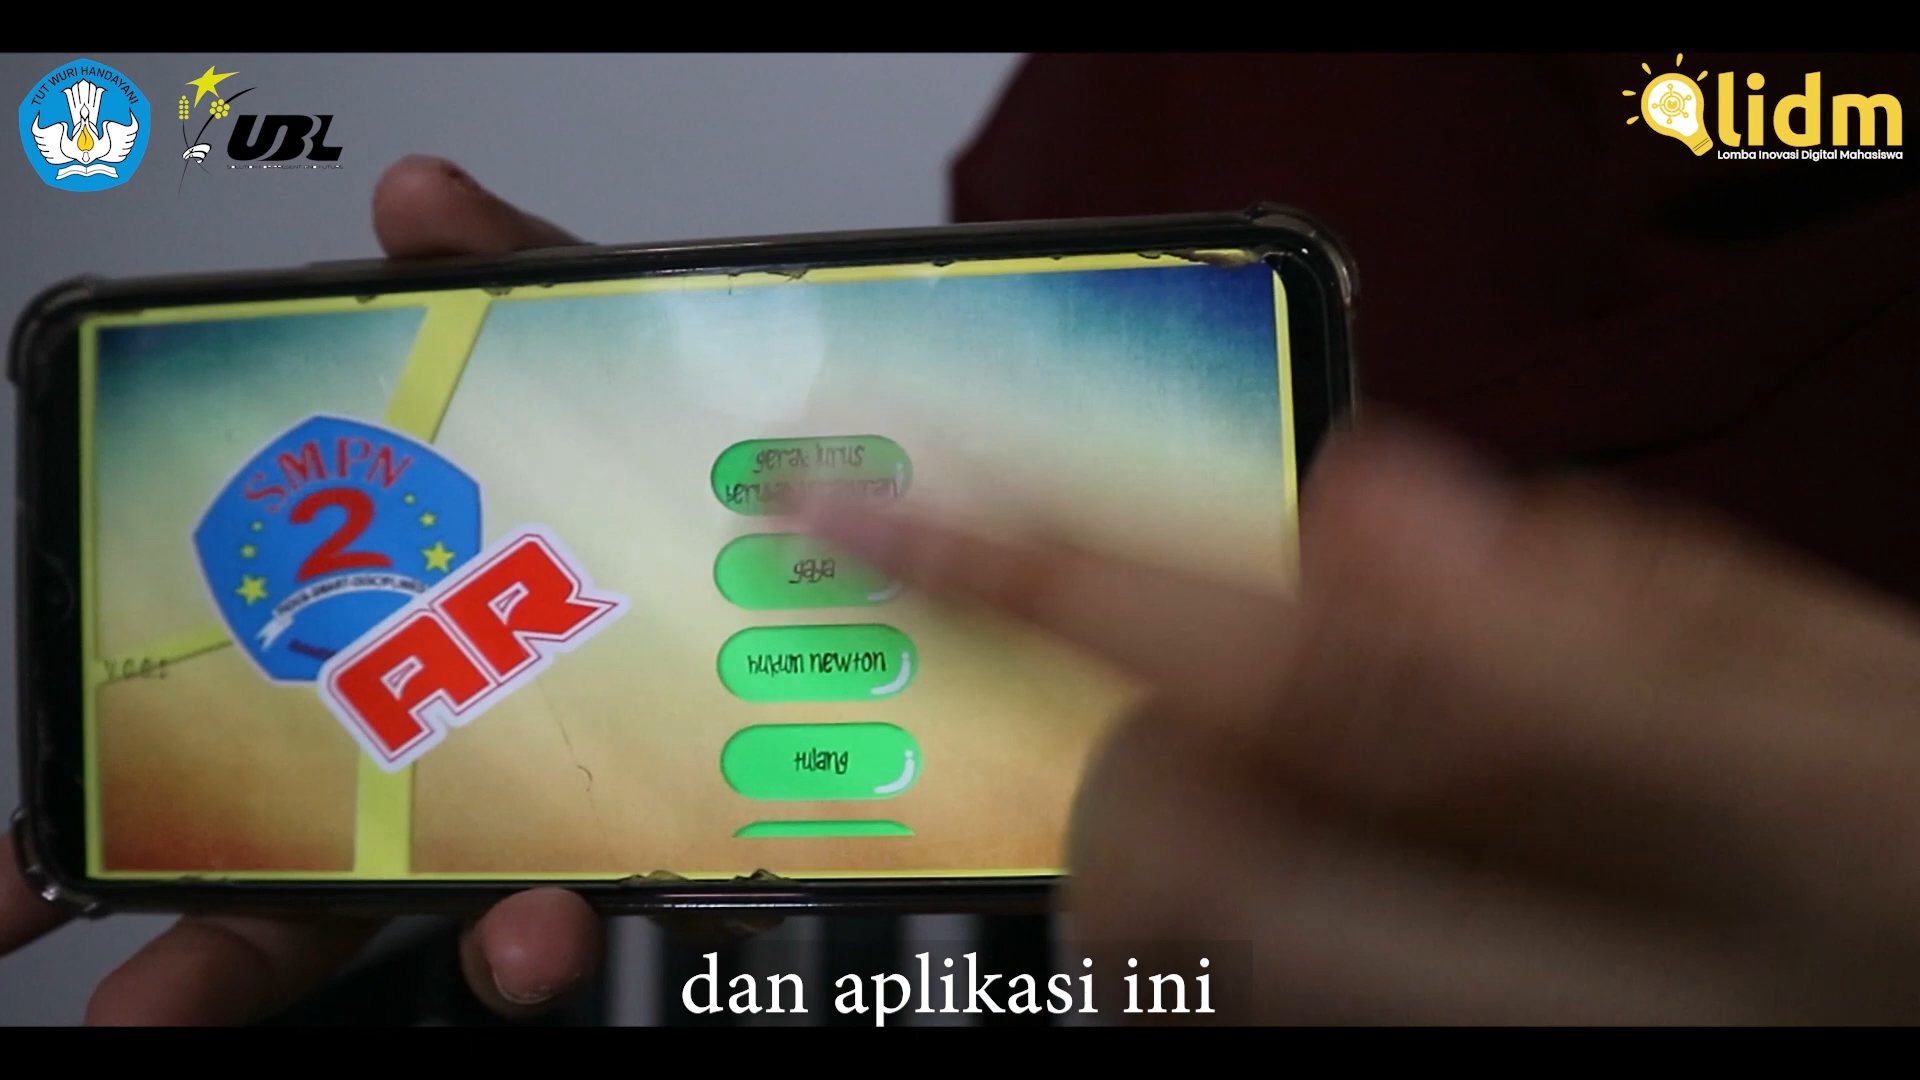 TUT WURI HANDAYANI
UBL
lidm
Lomba Inovasi Digital Mahasiswa
SMPN
2
AR
gerak lurus
gaya
hukum newton
tulang
dan aplikasi ini